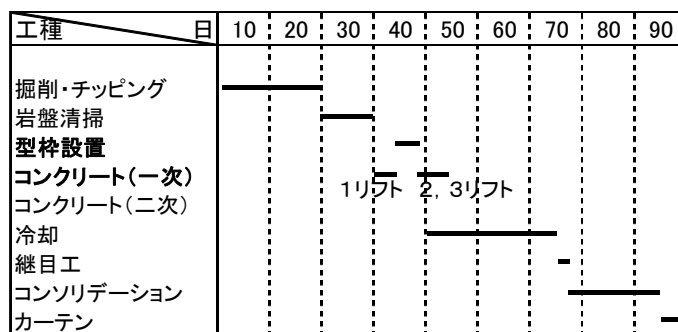 工種 日 10 20 30 40 50 60 70 80 90
掘削・チッピング
岩盤清掃
型枠設置
コンクリート(一次)
1リフト 2，3リフト
コンクリート(二次)
冷却
継目工
コンソリデーション
カーテン